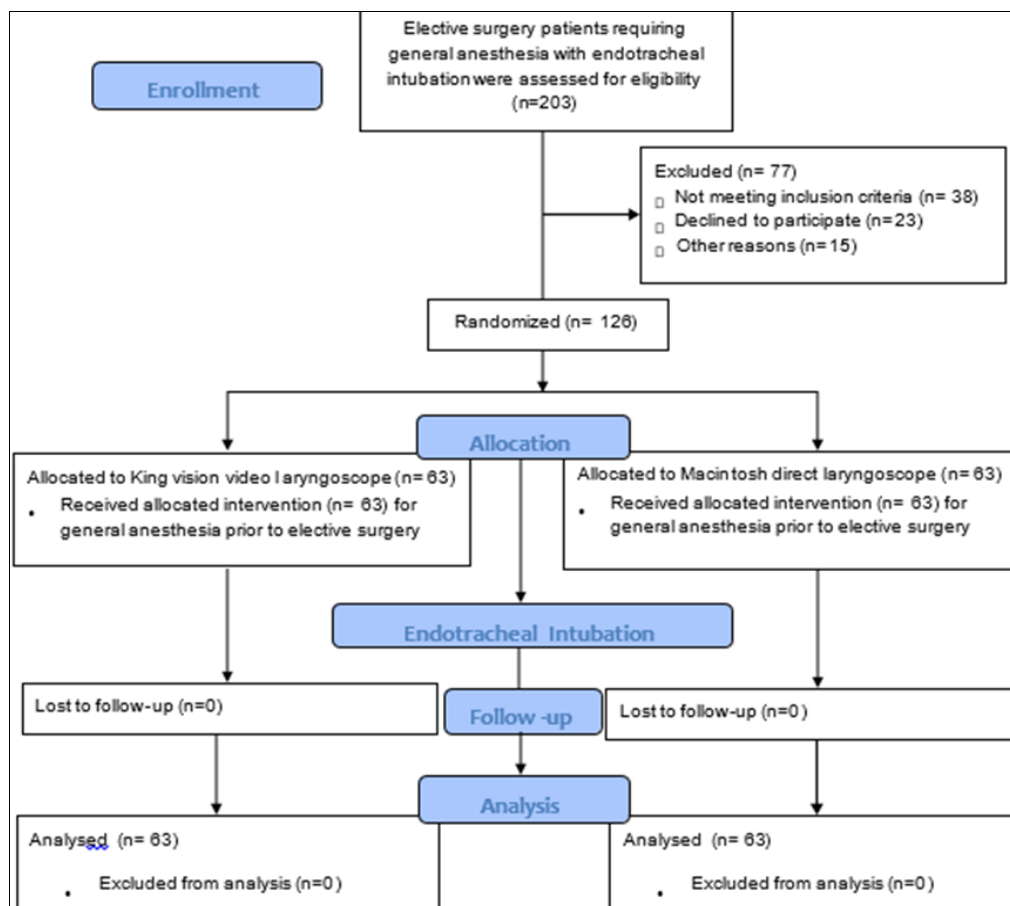 Elective surgery patients requiring
general anesthesia with endotracheal
intubation were assessed for eligibility
(n=203)
Enrollment
Excluded (n= 77)
Not meeting inclusion criteria (n= 38)
Declined to participate (n=23)
Other reasons (n=15)
Randomized (n= 126)
Allocation
Allocated to King vision video laryngoscope (n=63)
• Received allocated intervention (n= 63) for
general anesthesia prior to elective surgery
Allocated to Macintosh direct laryngoscope (n=63)
• Received allocated intervention (n= 63) for
general anesthesia prior to elective surgery
Endotracheal Intubation
Lost to follow-up (n=0)
Follow -up
Lost to follow-up (n=0)
Analysis
Analysed (n= 63)
• Excluded from analysis (n=0)
Analysed (n= 63)
• Excluded from analysis (n=0)